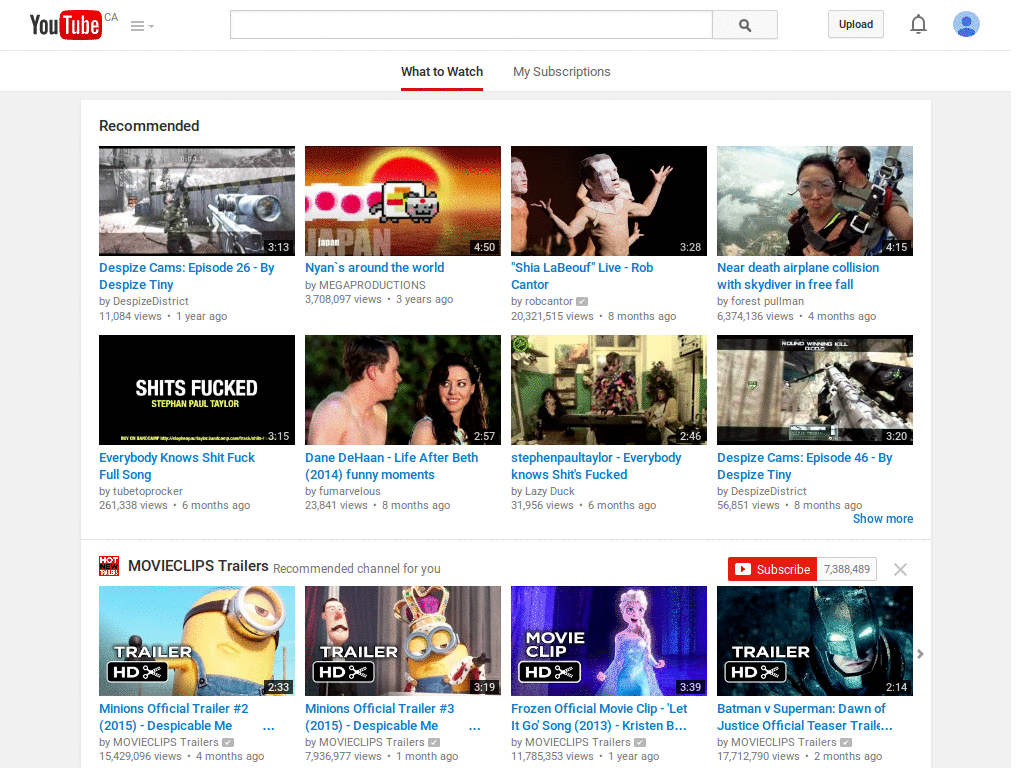 YouTube CA
Upload
What to Watch My Subscriptions
Recommended
3:13
4:50
3:28
4:15
japan
JAPAN
Despize Cams: Episode 26 - By
Despize Tiny
by DespizeDistrict
11,084 views • 1 year ago
Nyan`s around the world
by MEGAPRODUCTIONS
3,708,097 views • 3 years ago
"Shia LaBeouf" Live - Rob
Cantor
by robcantor
20,321,515 views • 8 months ago
Near death airplane collision
with skydiver in free fall
by forest pullman
6,374,136 views • 4 months ago
SHITS FUCKED
STEPHAN PAUL TAYLOR
3:15
2:57
2:46
ROUND WINNING KILL
3:20
Everybody Knows Shit Fuck
Full Song
by tubetoprocker
261,338 views • 6 months ago
Dane DeHaan - Life After Beth
(2014) funny moments
by fumarvelous
23,841 views • 8 months ago
stephenpaultaylor - Everybody
knows Shit's Fucked
by Lazy Duck
31,956 views • 6 months ago
Despize Cams: Episode 46 - By
Despize Tiny
by DespizeDistrict
56,851 views • 8 months ago
Show more
HOT
NEW
TRAILERS
MOVIECLIPS Trailers Recommended channel for you
Subscribe 7,388,489
TRAILER
HD
2:33
TRAILER
HD
3:19
MOVIE
CLIP
HD
3:39
TRAILER
HD
2:14
Minions Official Trailer #2
(2015) - Despicable Me ...
by MOVIECLIPS Trailers
15,429,096 views • 4 months ago
Minions Official Trailer #3
(2015) - Despicable Me ...
by MOVIECLIPS Trailers
7,936,977 views • 1 month ago
Frozen Official Movie Clip - 'Let
It Go' Song (2013) - Kristen B...
by MOVIECLIPS Trailers
11,785,353 views • 1 year ago
Batman v Superman: Dawn of
Justice Official Teaser Traile...
by MOVIECLIPS Trailers
17,712,790 views • 2 months ago